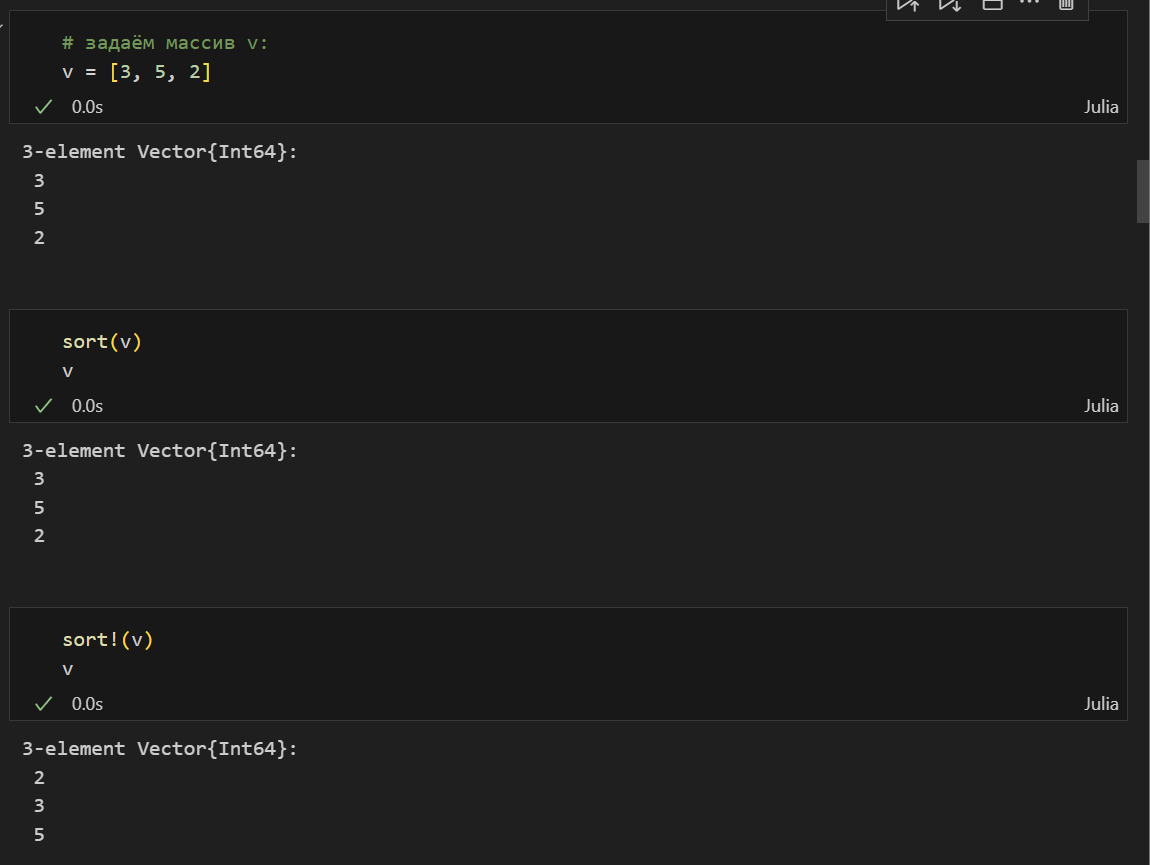 # задаём массив v:
v = [3, 5, 2]
0.0s
Julia
3-element Vector{Int64}:
3
5
2
sort(v)
v
0.0s
Julia
3-element Vector{Int64}:
3
5
2
sort!(v)
v
0.0s
Julia
3-element Vector{Int64}:
2
3
5